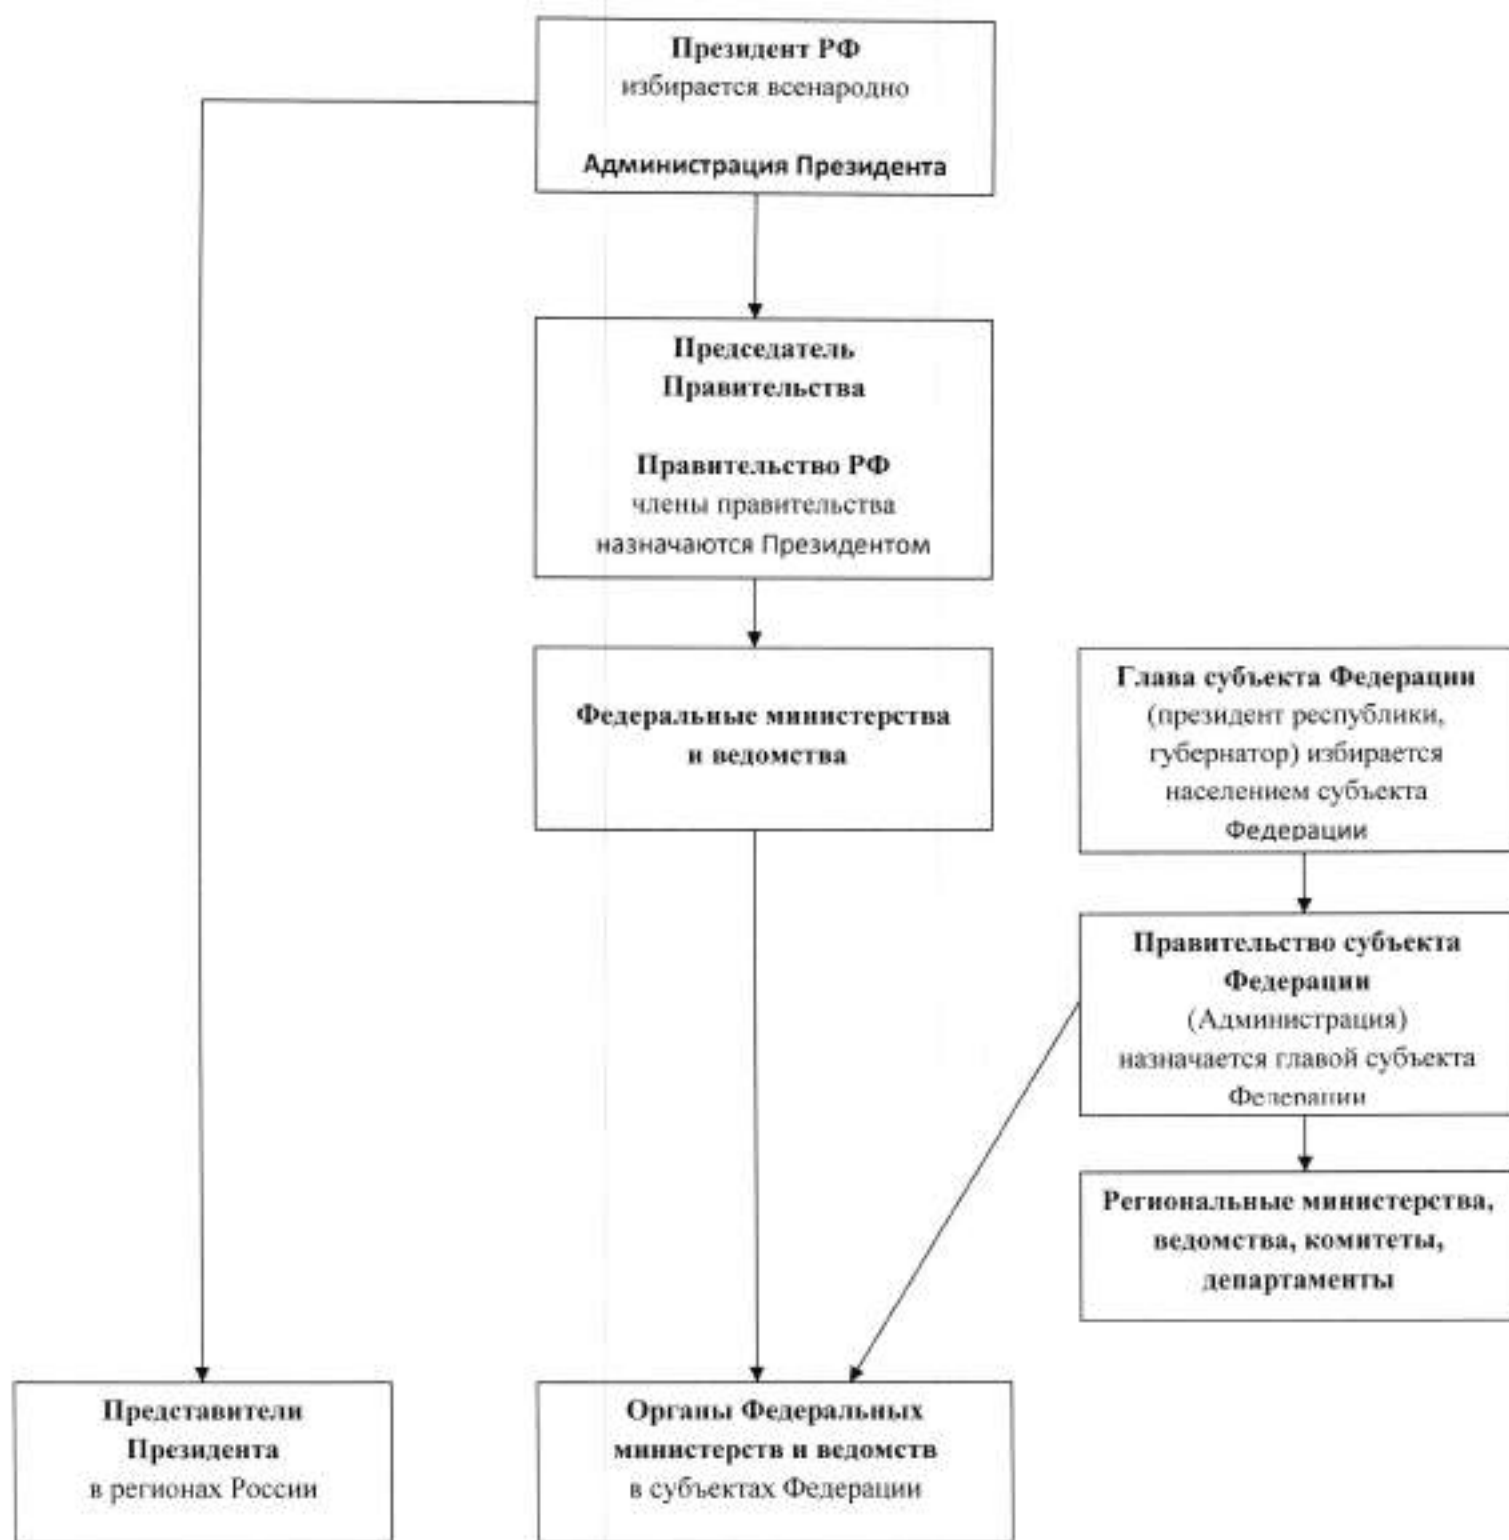 Президент РФ
избирается всенародно
Администрация Президента
Председатель
Правительства
Правительство РФ
члены правительства
назначаются Президентом
Федеральные министерства
и ведомства
Глава субъекта Федерации
(президент республики,
губернатор) избирается
населением субъекта
Федерации
Правительство субъекта
Федерации
(Администрация)
назначается главой субъекта
Федерации
Региональные министерства,
ведомства, комитеты,
департаменты
Представители
Президента
в регионах России
Органы Федеральных
министерств и ведомств
в субъектах Федерации